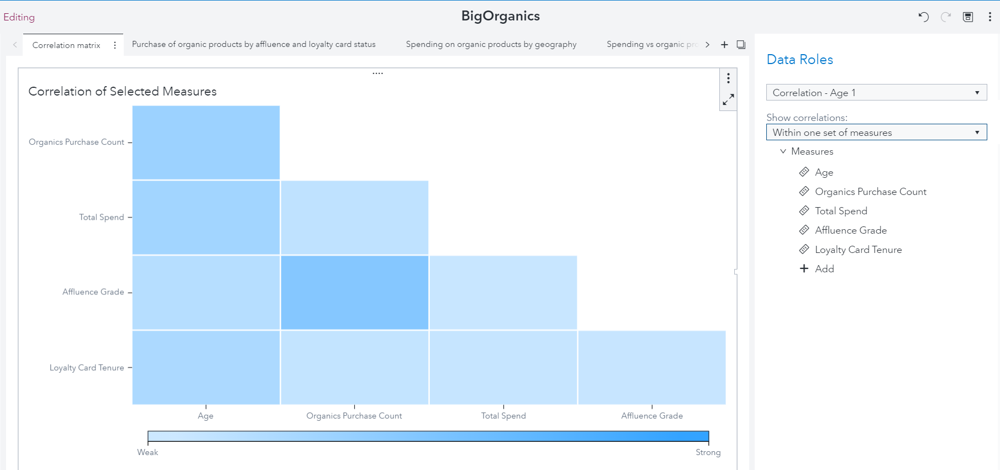 Editing
BigOrganics
Correlation matrix
Purchase of organic products by affluence and loyalty card status
Spending on organic products by geography
Spending vs organic pro
Correlation of Selected Measures
Organics Purchase Count
Total Spend
Affluence Grade
Loyalty Card Tenure
Age
Organics Purchase Count
Total Spend
Affluence Grade
Weak
Strong
Data Roles
Correlation - Age 1
Show correlations:
Within one set of measures
Measures
Age
Organics Purchase Count
Total Spend
Affluence Grade
Loyalty Card Tenure
Add